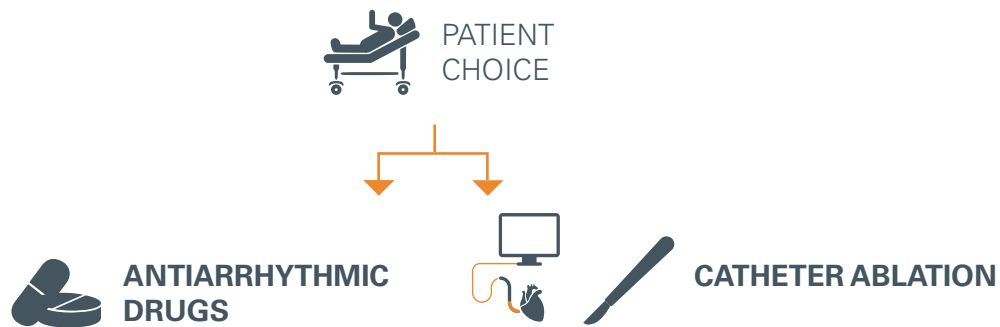 PATIENT
CHOICE
ANTIARRHYTHMIC
DRUGS
CATHETER ABLATION